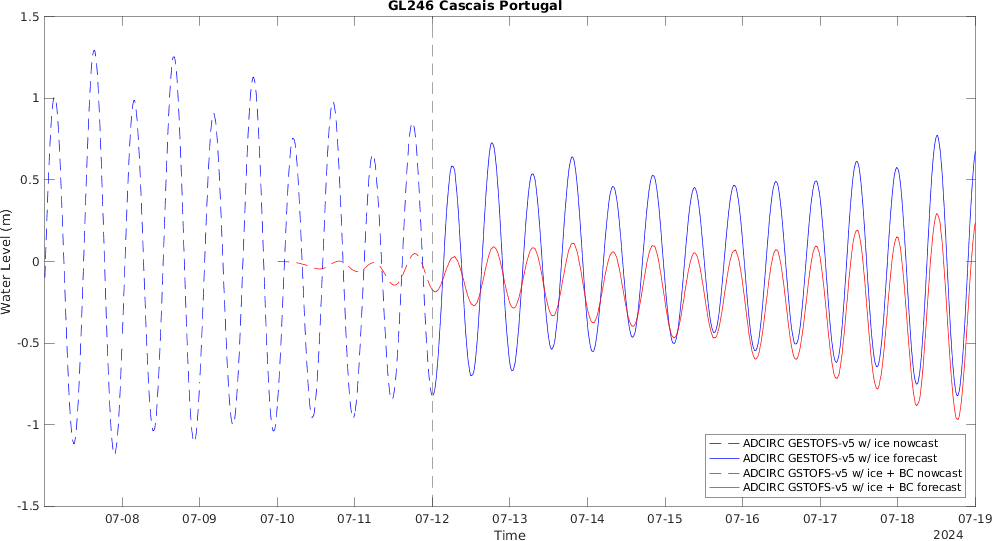 GL246 Cascais Portugal
1.5
1
0.5
0
-0.5
-1
-1.5
Water Level (m)
07-08 07-09 07-10 07-11 07-12 07-13 07-14 07-15 07-16 07-17 07-18 07-19
Time
2024
ADCIRC GESTOFS-v5 w/ ice nowcast
ADCIRC GESTOFS-v5 w/ ice forecast
ADCIRC GSTOFS-v5 w/ ice + BC nowcast
ADCIRC GSTOFS-v5 w/ ice + BC forecast